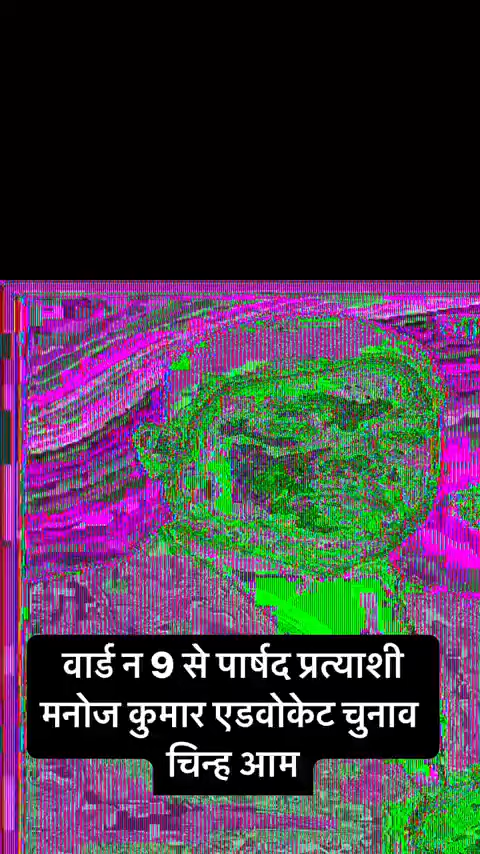 वार्ड न 9 से पार्षद प्रत्याशी
मनोज कुमार एडवोकेट चुनाव
चिन्ह आम